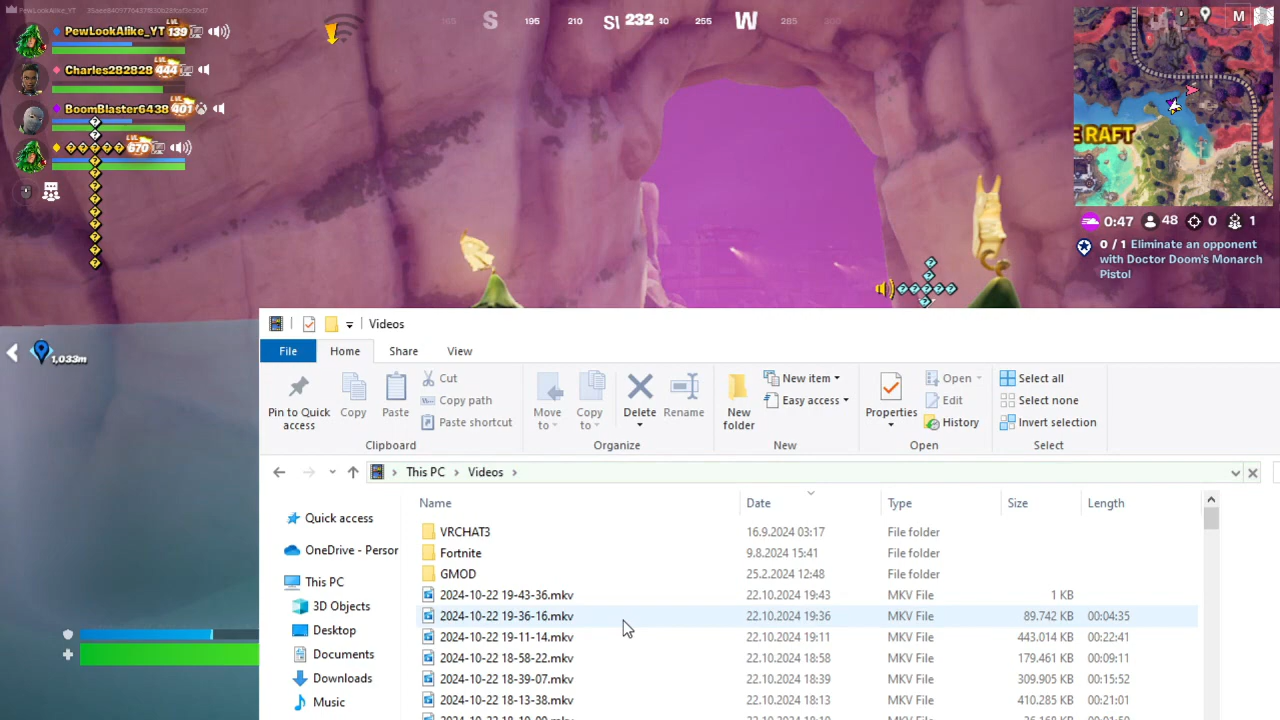 PewLookAlike_YT
165 S 195 210 SI 232 255 W 285 300
M
PewLookAlike_YT LVL 139
Charles282828 LVL 444
BoomBlaster6438 LVL 401
����� LVL 670
E RAFT
0:47 48 0 1
0 / 1 Eliminate an opponent
with Doctor Doom's Monarch
Pistol
1,033m
Videos
File Home Share View
Pin to Quick access
Copy
Paste
Cut
Copy path
Paste shortcut
Move to
Copy to
Delete
Rename
New folder
New item
Easy access
Properties
Open
Edit
History
Select all
Select none
Invert selection
Clipboard Organize New Open Select
This PC > Videos >
Name Date Type Size Length
Quick access
OneDrive - Person
This PC
3D Objects
Desktop
Documents
Downloads
Music
VRCHAT3 16.9.2024 03:17 File folder
Fortnite 9.8.2024 15:41 File folder
GMOD 25.2.2024 12:48 File folder
2024-10-22 19-43-36.mkv 22.10.2024 19:43 MKV File 1 KB
2024-10-22 19-36-16.mkv 22.10.2024 19:36 MKV File 89.742 KB 00:04:35
2024-10-22 19-11-14.mkv 22.10.2024 19:11 MKV File 443.014 KB 00:22:41
2024-10-22 18-58-22.mkv 22.10.2024 18:58 MKV File 179.461 KB 00:09:11
2024-10-22 18-39-07.mkv 22.10.2024 18:39 MKV File 309.905 KB 00:15:52
2024-10-22 18-13-38.mkv 22.10.2024 18:13 MKV File 410.285 KB 00:21:01